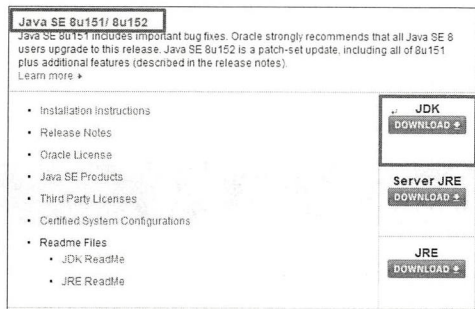 Java SE 8u151/ 8u152
Java SE 8u151 includes important bug fixes. Oracle strongly recommends that all Java SE 8
users upgrade to this release. Java SE 8u152 is a patch-set update, including all of 8u151
plus additional features (described in the release notes).
Learn more
• Installation Instructions
• Release Notes
• Oracle License
• Java SE Products
• Third Party Licenses
• Certified System Configurations
• Readme Files
• JDK ReadMe
• JRE ReadMe
JDK
DOWNLOAD
Server JRE
DOWNLOAD
JRE
DOWNLOAD